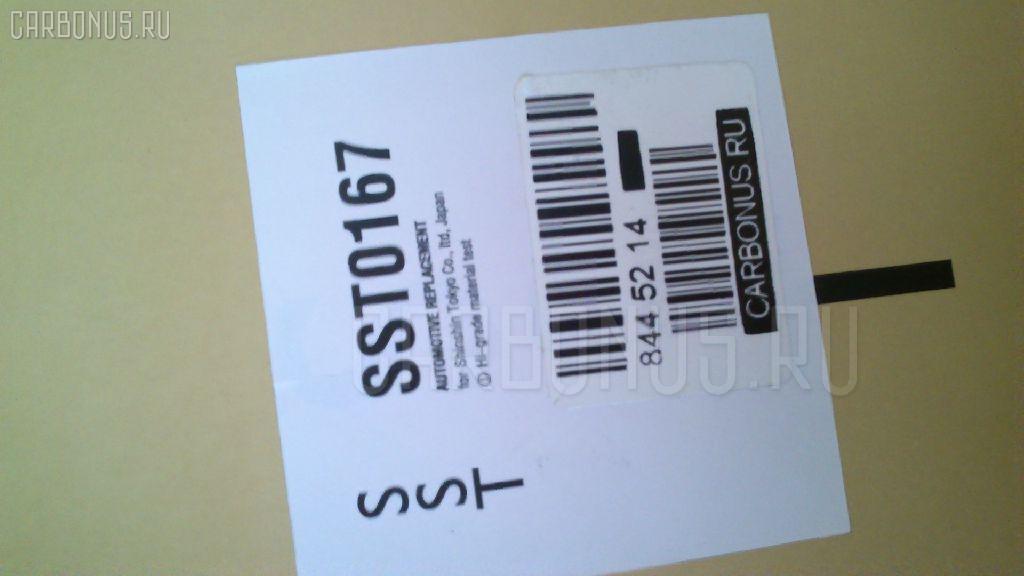 CARBONUS.RU
SST
SST0167
AUTOMOTIVE REPLACEMENT
for Shinshin Tokyo Co., ltd, Japan
Hi-grade material test
844 52 14
CARBONUS RU
CARBONUS.RU